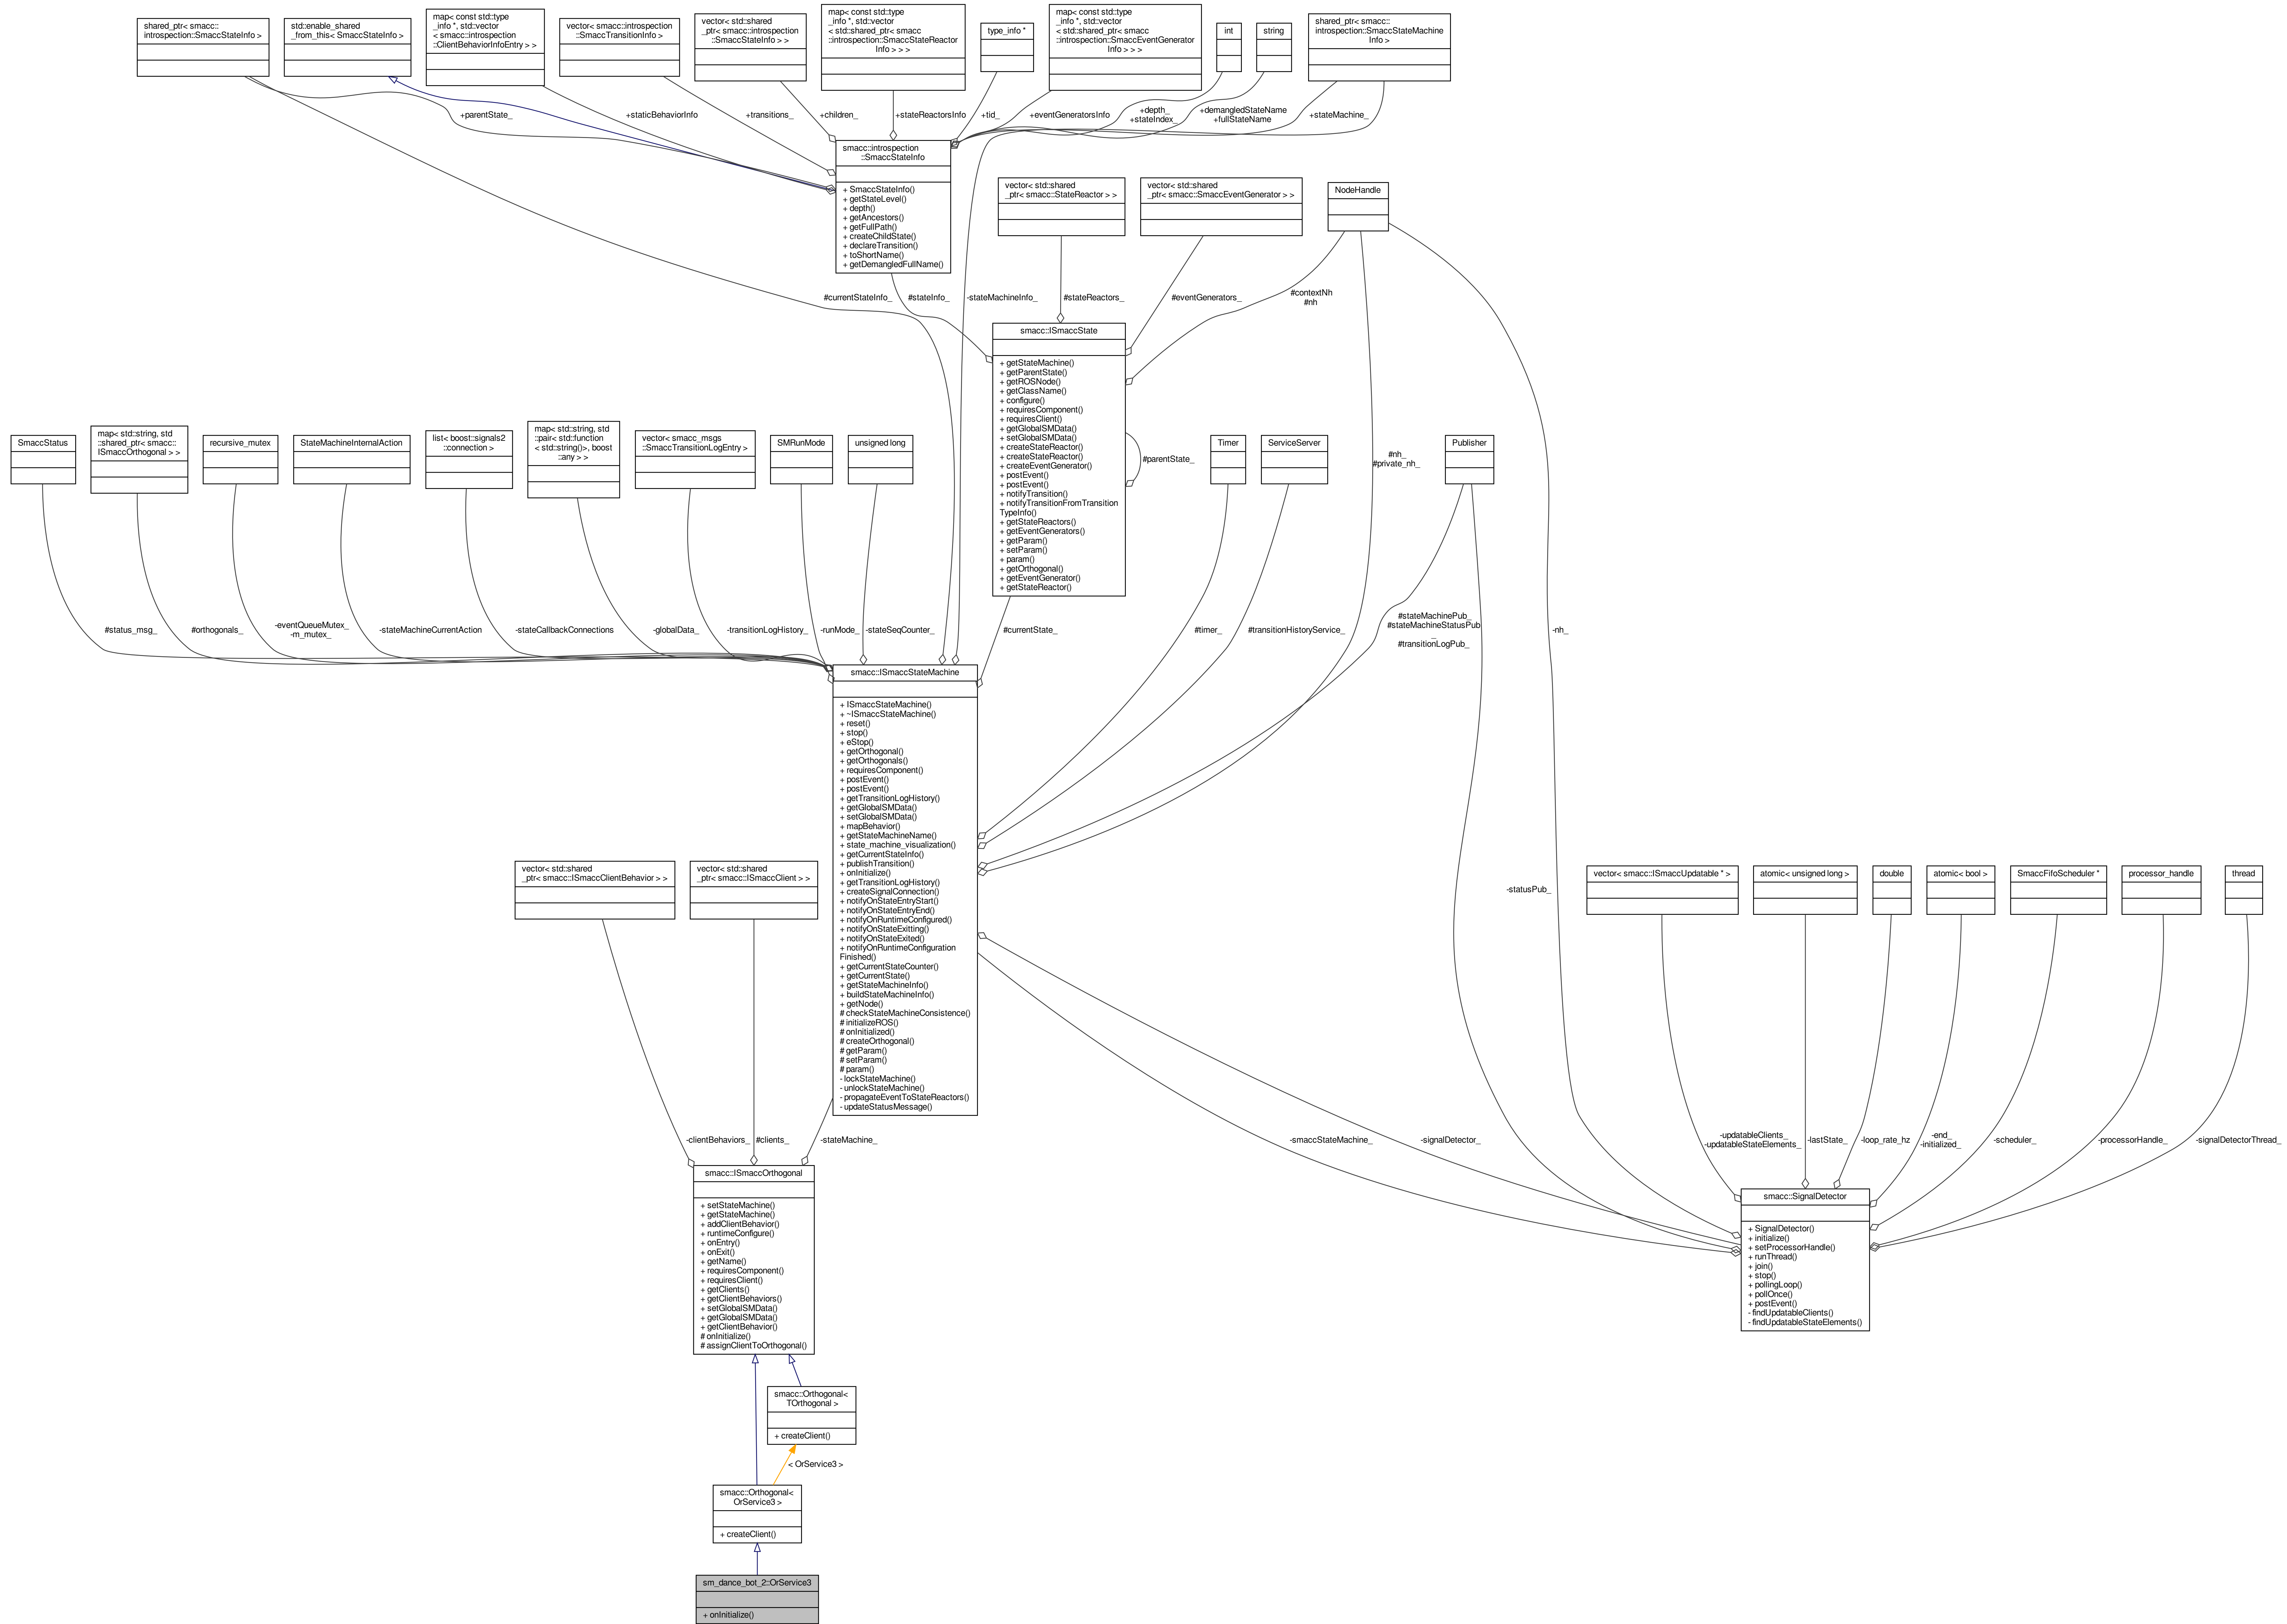 shared_ptr< smacc::
introspection::SmaccStateInfo >
std::enable_shared
_from_this< SmaccStateInfo >
map< const std::type
_info *, std::vector
< smacc::introspection
::ClientBehaviorInfoEntry > >
vector< smacc::introspection
::SmaccTransitionInfo >
vector< std::shared
_ptr< smacc::introspection
::SmaccStateInfo > >
map< const std::type
_info *, std::vector
< std::shared_ptr< smacc
::introspection::SmaccStateReactor
Info > > >
type_info *
map< const std::type
_info *, std::vector
< std::shared_ptr< smacc
::introspection::SmaccEventGenerator
Info > > >
int
string
shared_ptr< smacc::
introspection::SmaccStateMachine
Info >
+parentState_
+staticBehaviorInfo
+transitions_
+children_
+stateReactorsInfo
+tid_
+eventGeneratorsInfo
+depth_
+stateIndex_
+demangledStateName
+fullStateName
+stateMachine_
smacc::introspection
::SmaccStateInfo
+ SmaccStateInfo()
+ getStateLevel()
+ depth()
+ getAncestors()
+ getFullPath()
+ createChildState()
+ declareTransition()
+ toShortName()
+ getDemangledFullName()
vector< std::shared
_ptr< smacc::StateReactor > >
vector< std::shared
_ptr< smacc::SmaccEventGenerator > >
NodeHandle
#currentStateInfo_
#stateInfo_
-stateMachineInfo_
#stateReactors_
#eventGenerators_
#contextNh
#nh
smacc::ISmaccState
+ getStateMachine()
+ getParentState()
+ getROSNode()
+ getClassName()
+ configure()
+ requiresComponent()
+ requiresClient()
+ getGlobalSMData()
+ setGlobalSMData()
+ createStateReactor()
+ createStateReactor()
+ createEventGenerator()
+ postEvent()
+ postEvent()
+ notifyTransition()
+ notifyTransitionFromTransition
TypeInfo()
+ getStateReactors()
+ getEventGenerators()
+ getParam()
+ setParam()
+ param()
+ getOrthogonal()
+ getEventGenerator()
+ getStateReactor()
#parentState_
SmaccStatus
map< std::string, std
::shared_ptr< smacc::
ISmaccOrthogonal > >
recursive_mutex
StateMachineInternalAction
list< boost::signals2
::connection >
map< std::string, std
::pair< std::function
< std::string()>, boost
::any > >
vector< smacc_msgs
::SmaccTransitionLogEntry >
SMRunMode
unsigned long
Timer
ServiceServer
Publisher
#nh_
#private_nh_
#status_msg_
#orthogonals_
-eventQueueMutex_
-m_mutex_
-stateMachineCurrentAction
-stateCallbackConnections
-globalData_
-transitionLogHistory_
-runMode_
-stateSeqCounter_
#currentState_
#timer_
#transitionHistoryService_
#stateMachinePub_
#stateMachineStatusPub
_
#transitionLogPub_
-nh_
smacc::ISmaccStateMachine
+ ISmaccStateMachine()
+ ~ISmaccStateMachine()
+ reset()
+ stop()
+ eStop()
+ getOrthogonal()
+ getOrthogonals()
+ requiresComponent()
+ postEvent()
+ postEvent()
+ getTransitionLogHistory()
+ getGlobalSMData()
+ setGlobalSMData()
+ mapBehavior()
+ getStateMachineName()
+ state_machine_visualization()
+ getCurrentStateInfo()
+ publishTransition()
+ onInitialize()
+ getTransitionLogHistory()
+ createSignalConnection()
+ notifyOnStateEntryStart()
+ notifyOnStateEntryEnd()
+ notifyOnRuntimeConfigured()
+ notifyOnStateExitting()
+ notifyOnStateExited()
+ notifyOnRuntimeConfiguration
Finished()
+ getCurrentStateCounter()
+ getCurrentState()
+ getStateMachineInfo()
+ buildStateMachineInfo()
+ getNode()
# checkStateMachineConsistence()
# initializeROS()
# onInitialized()
# createOrthogonal()
# getParam()
# setParam()
# param()
- lockStateMachine()
- unlockStateMachine()
- propagateEventToStateReactors()
- updateStatusMessage()
vector< std::shared
_ptr< smacc::ISmaccClientBehavior > >
vector< std::shared
_ptr< smacc::ISmaccClient > >
-statusPub_
vector< smacc::ISmaccUpdatable * >
atomic< unsigned long >
double
atomic< bool >
SmaccFifoScheduler *
processor_handle
thread
-clientBehaviors_
#clients_
-stateMachine_
-smaccStateMachine_
-signalDetector_
-updatableClients_
-updatableStateElements_
-lastState_
-loop_rate_hz
-end_
-initialized_
-scheduler_
-processorHandle_
-signalDetectorThread_
smacc::ISmaccOrthogonal
+ setStateMachine()
+ getStateMachine()
+ addClientBehavior()
+ runtimeConfigure()
+ onEntry()
+ onExit()
+ getName()
+ requiresComponent()
+ requiresClient()
+ getClients()
+ getClientBehaviors()
+ setGlobalSMData()
+ getGlobalSMData()
+ getClientBehavior()
# onInitialize()
# assignClientToOrthogonal()
smacc::SignalDetector
+ SignalDetector()
+ initialize()
+ setProcessorHandle()
+ runThread()
+ join()
+ stop()
+ pollingLoop()
+ pollOnce()
+ postEvent()
- findUpdatableClients()
- findUpdatableStateElements()
smacc::Orthogonal<
TOrthogonal >
+ createClient()
< OrService3 >
smacc::Orthogonal<
OrService3 >
+ createClient()
sm_dance_bot_2::OrService3
+ onInitialize()